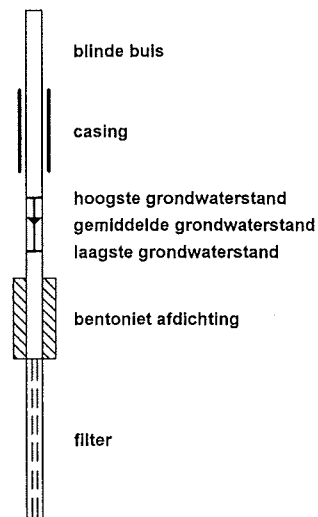 blinde buis
casing
hoogste grondwaterstand
gemiddelde grondwaterstand
laagste grondwaterstand
bentoniet afdichting
filter